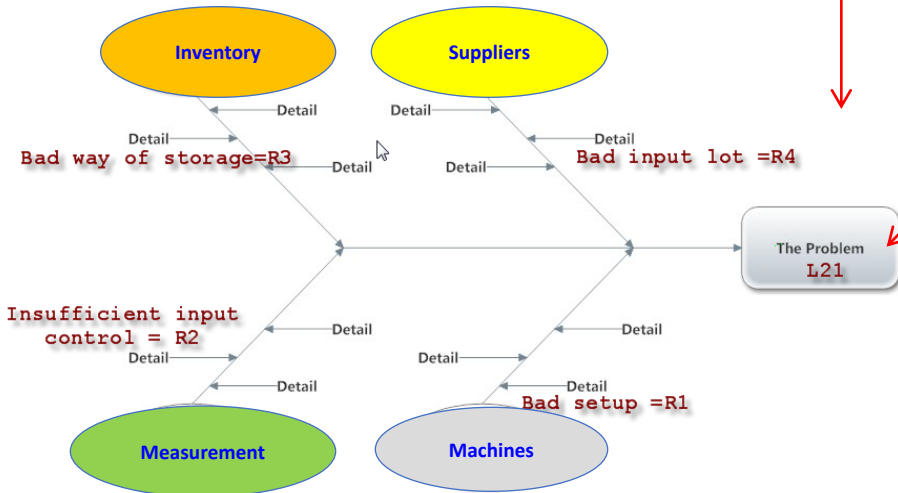 Inventory
Suppliers
Detail
Detail
Detail
Detail
Bad way of storage=R3
Detail
Detail
Bad input lot =R4
The Problem
L21
Insufficient input
control = R2
Detail
Detail
Detail
Detail
Detail
Detail
Bad setup =R1
Measurement
Machines